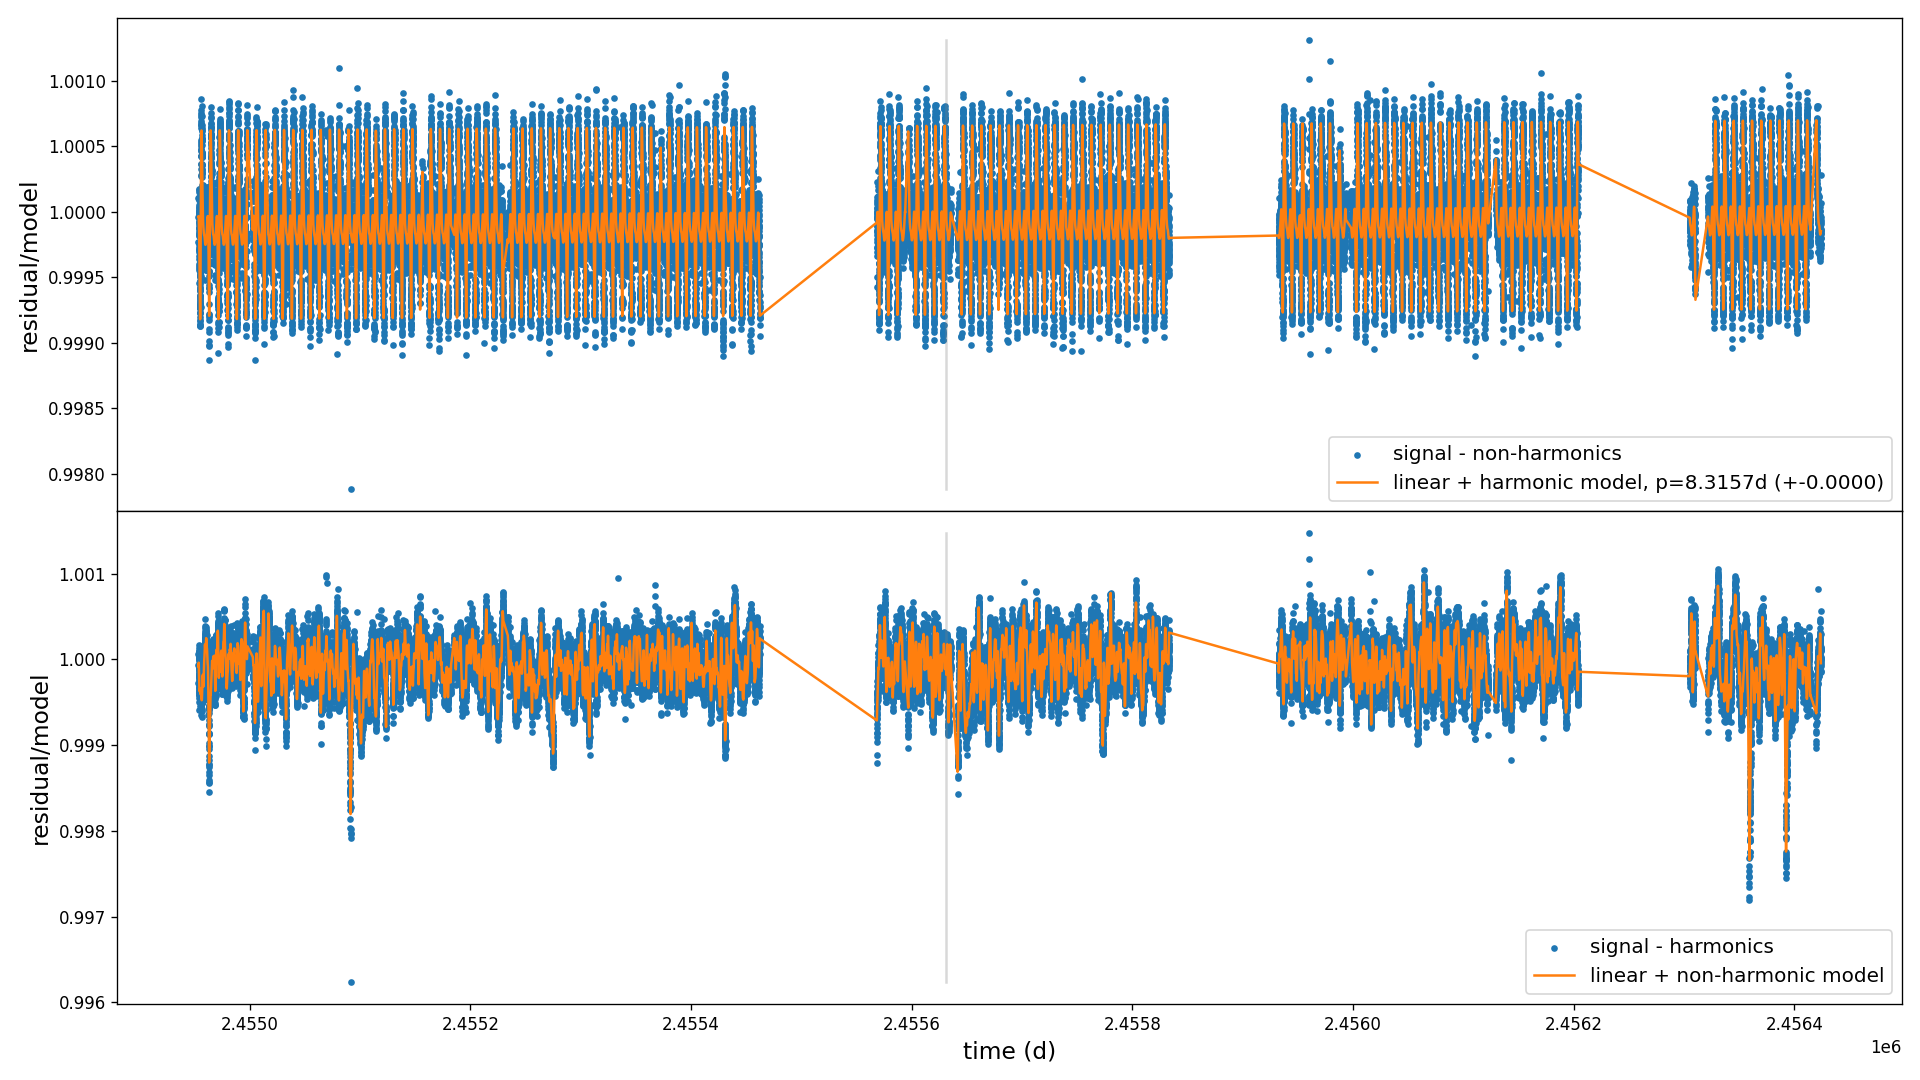 residual/model
1.0010
1.0005
1.0000
0.9995
0.9990
0.9985
0.9980
signal - non-harmonics
linear + harmonic model, p=8.3157d (+-0.0000)
residual/model
1.001
1.000
0.999
0.998
0.997
0.996
signal - harmonics
linear + non-harmonic model
2.4550 2.4552 2.4554 2.4556 2.4558 2.4560 2.4562 2.4564
1e6
time (d)